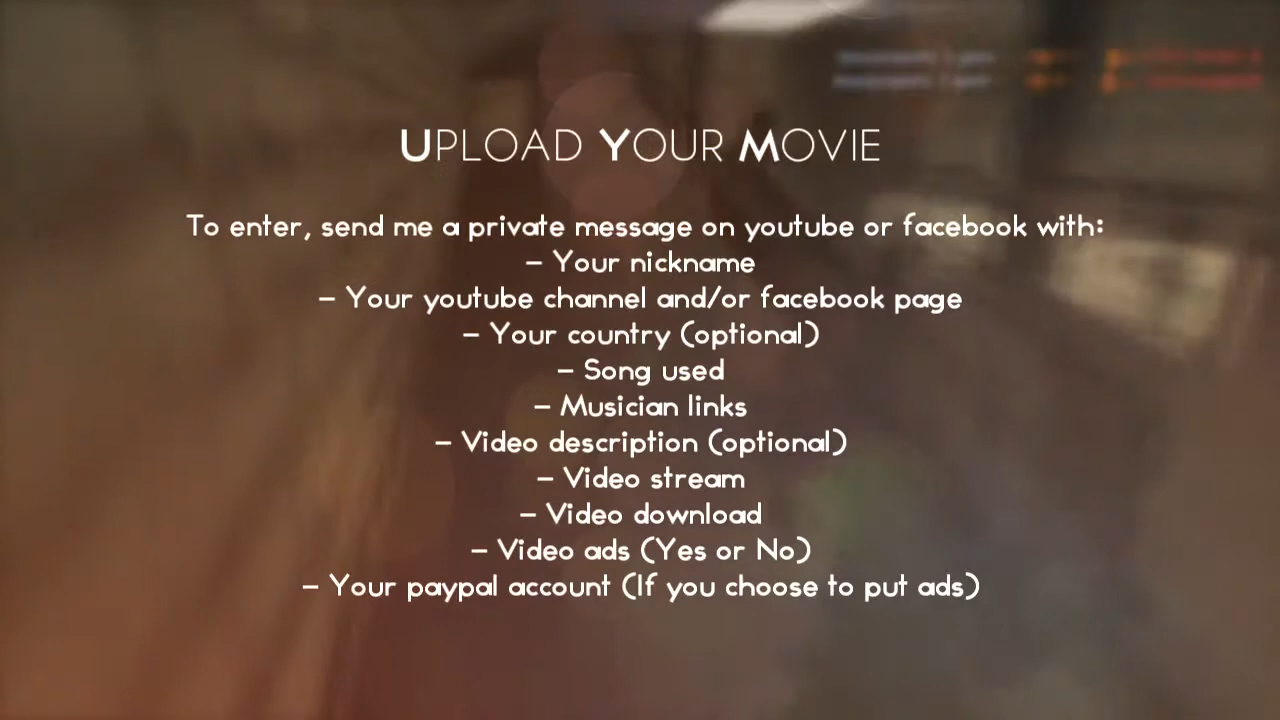 UPLOAD YOUR MOVIE
To enter, send me a private message on youtube or facebook with:
- Your nickname
- Your youtube channel and/or facebook page
- Your country (optional)
- Song used
- Musician links
- Video description (optional)
- Video stream
- Video download
- Video ads (Yes or No)
- Your paypal account (If you choose to put ads)